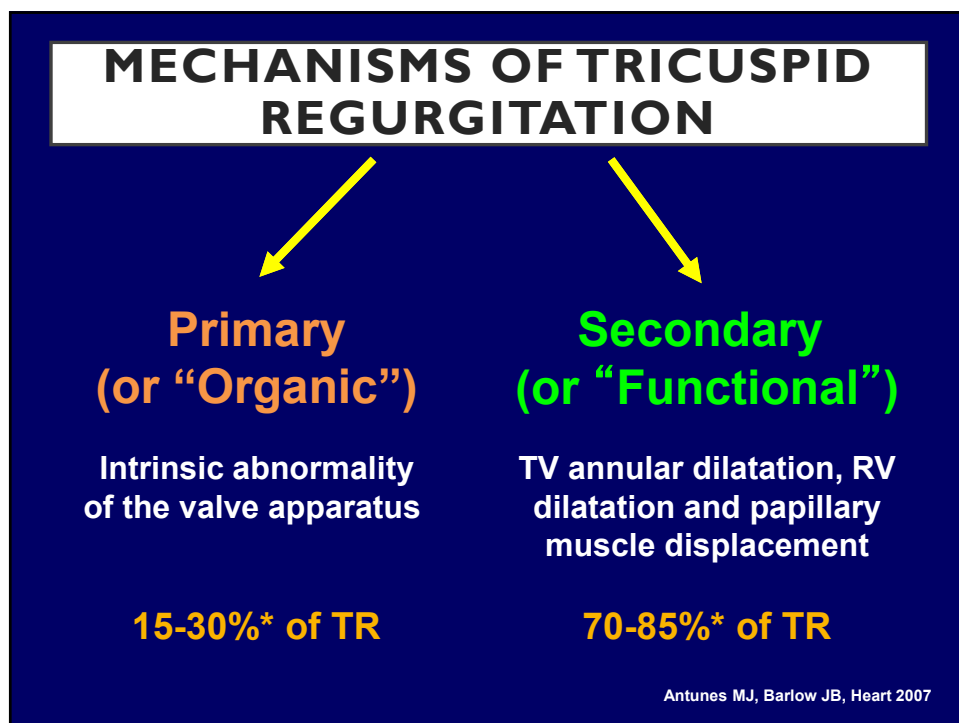 MECHANISMS OF TRICUSPID
REGURGITATION
Primary
(or “Organic”)
Intrinsic abnormality
of the valve apparatus
15-30%* of TR
Secondary
(or “Functional”)
TV annular dilatation, RV
dilatation and papillary
muscle displacement
70-85%* of TR
Antunes MJ, Barlow JB, Heart 2007